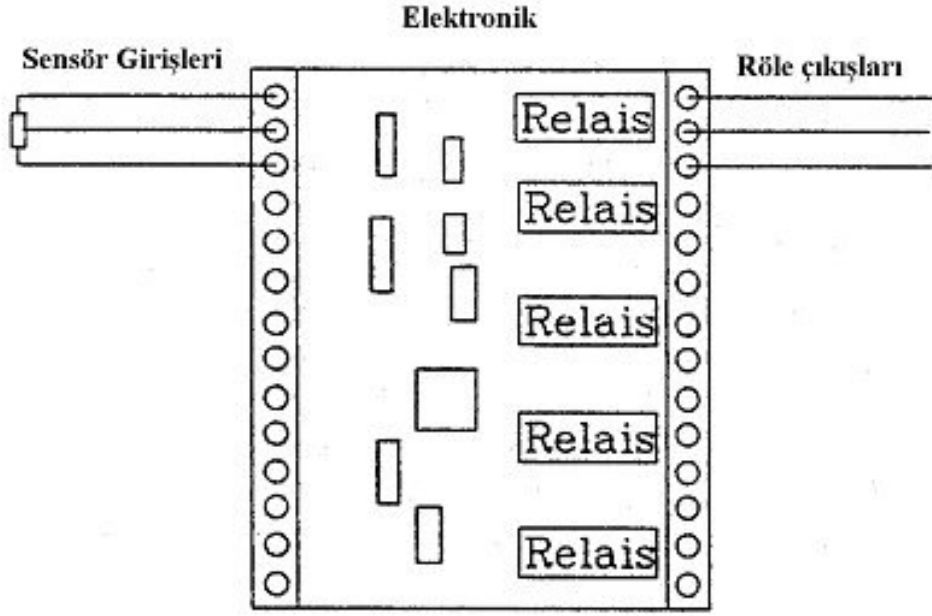 Elektronik
Sensör Girişleri
Röle çıkışları
Relais
Relais
Relais
Relais
Relais